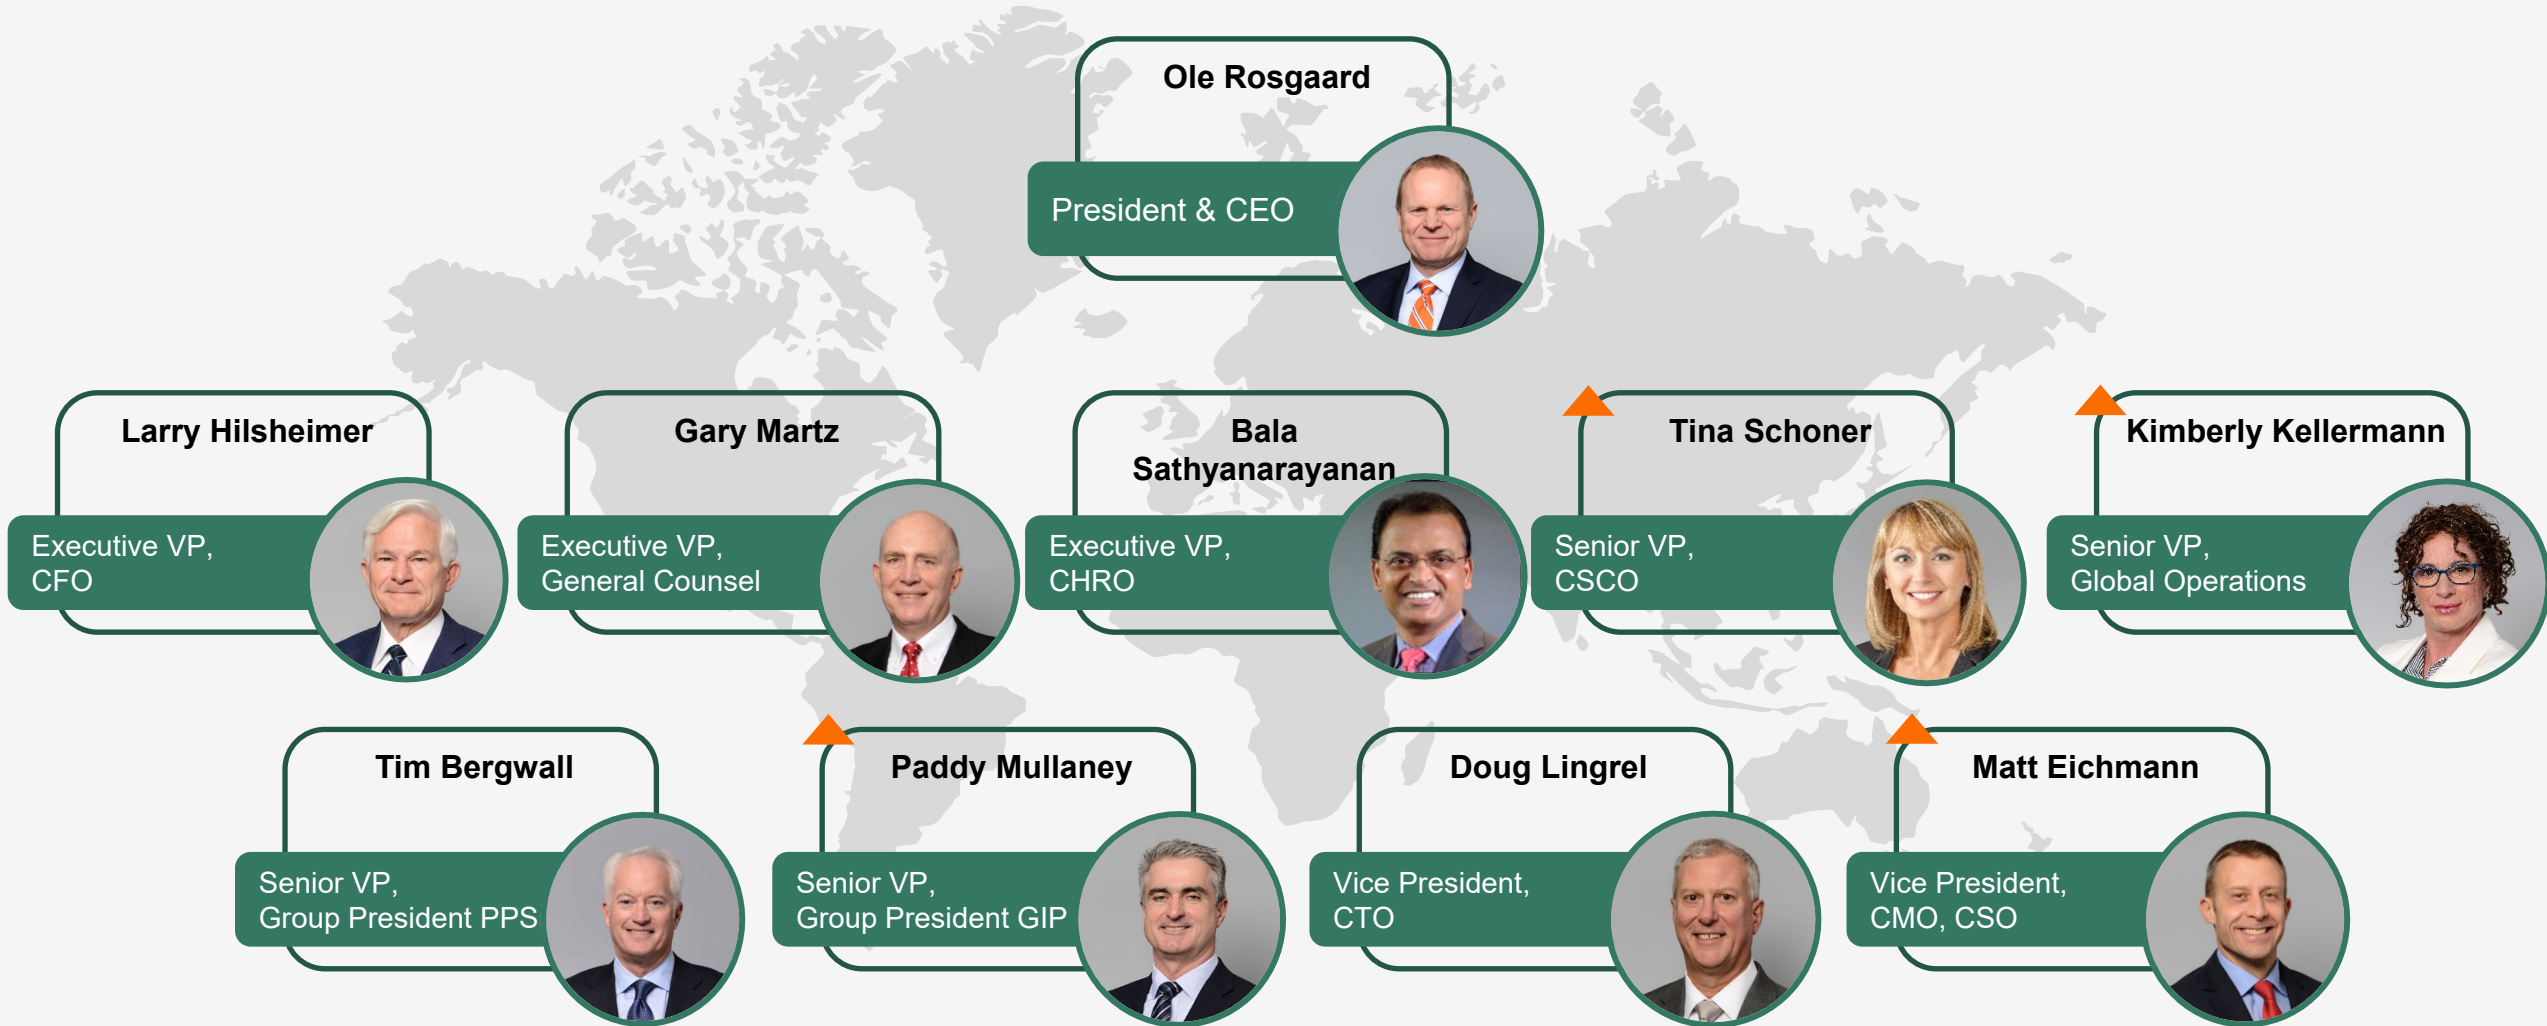 Ole Rosgaard
President & CEO
Larry Hilsheimer
Executive VP,
CFO
Gary Martz
Executive VP,
General Counsel
Bala
Sathyanarayanan
Executive VP,
CHRO
Tina Schoner
Senior VP,
CSCO
Kimberly Kellermann
Senior VP,
Global Operations
Tim Bergwall
Senior VP,
Group President PPS
Paddy Mullaney
Senior VP,
Group President GIP
Doug Lingrel
Vice President,
CTO
Matt Eichmann
Vice President,
CMO, CSO